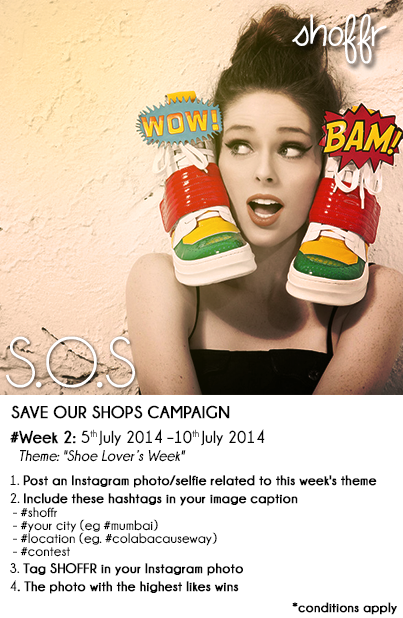 shoffr
WOW!
BAM!
S.O.S
SAVE OUR SHOPS CAMPAIGN
#Week 2: 5th July 2014 -10th July 2014
Theme: "Shoe Lover's Week"
1. Post an Instagram photo/selfie related to this week's theme
2. Include these hashtags in your image caption
- #shoffr
- #your city (eg #mumbai)
- #location (eg. #colabacauseway)
- #contest
3. Tag SHOFFR in your Instagram photo
4. The photo with the highest likes wins
*conditions apply